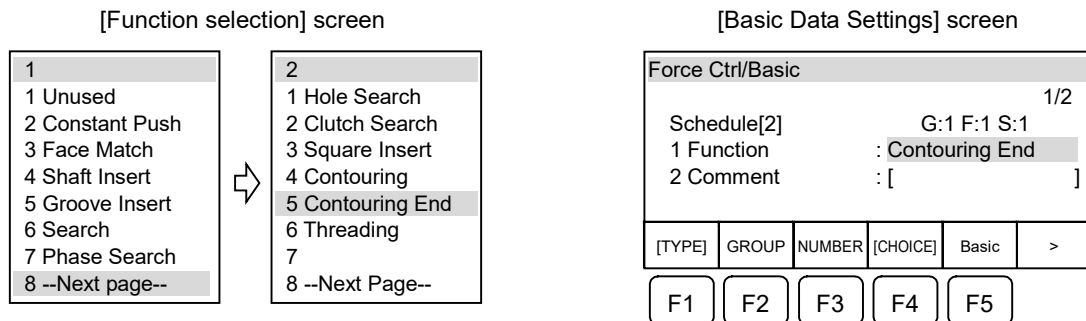 [Function selection] screen
1
1 Unused
2 Constant Push
3 Face Match
4 Shaft Insert
5 Groove Insert
6 Search
7 Phase Search
8 --Next page--
2
1 Hole Search
2 Clutch Search
3 Square Insert
4 Contouring
5 Contouring End
6 Threading
7
8 --Next Page--
[Basic Data Settings] screen
Force Ctrl/Basic
1/2
Schedule[2] G:1 F:1 S:1
1 Function : Contouring End
2 Comment : [ ]
[TYPE] GROUP NUMBER [CHOICE] Basic >
F1 F2 F3 F4 F5